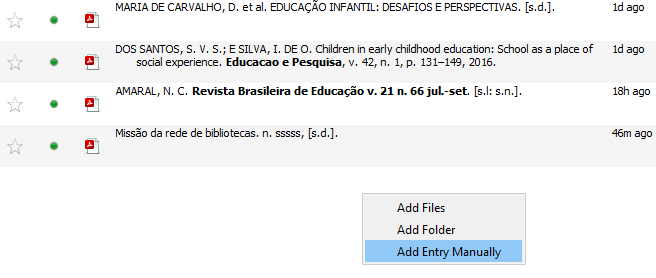 MARIA DE CARVALHO, D. et al. EDUCAÇÃO INFANTIL: DESAFIOS E PERSPECTIVAS. [s.d.]. 1d ago
DOS SANTOS, S. V. S.; E SILVA, I. DE O. Children in early childhood education: School as a place of 1d ago
social experience. Educacao e Pesquisa, v. 42, n. 1, p. 131–149, 2016.
AMARAL, N. C. Revista Brasileira de Educação v. 21 n. 66 jul.-set. [s.l: s.n.]. 18h ago
Missão da rede de bibliotecas. n. sssss, [s.d.]. 46m ago
Add Files
Add Folder
Add Entry Manually